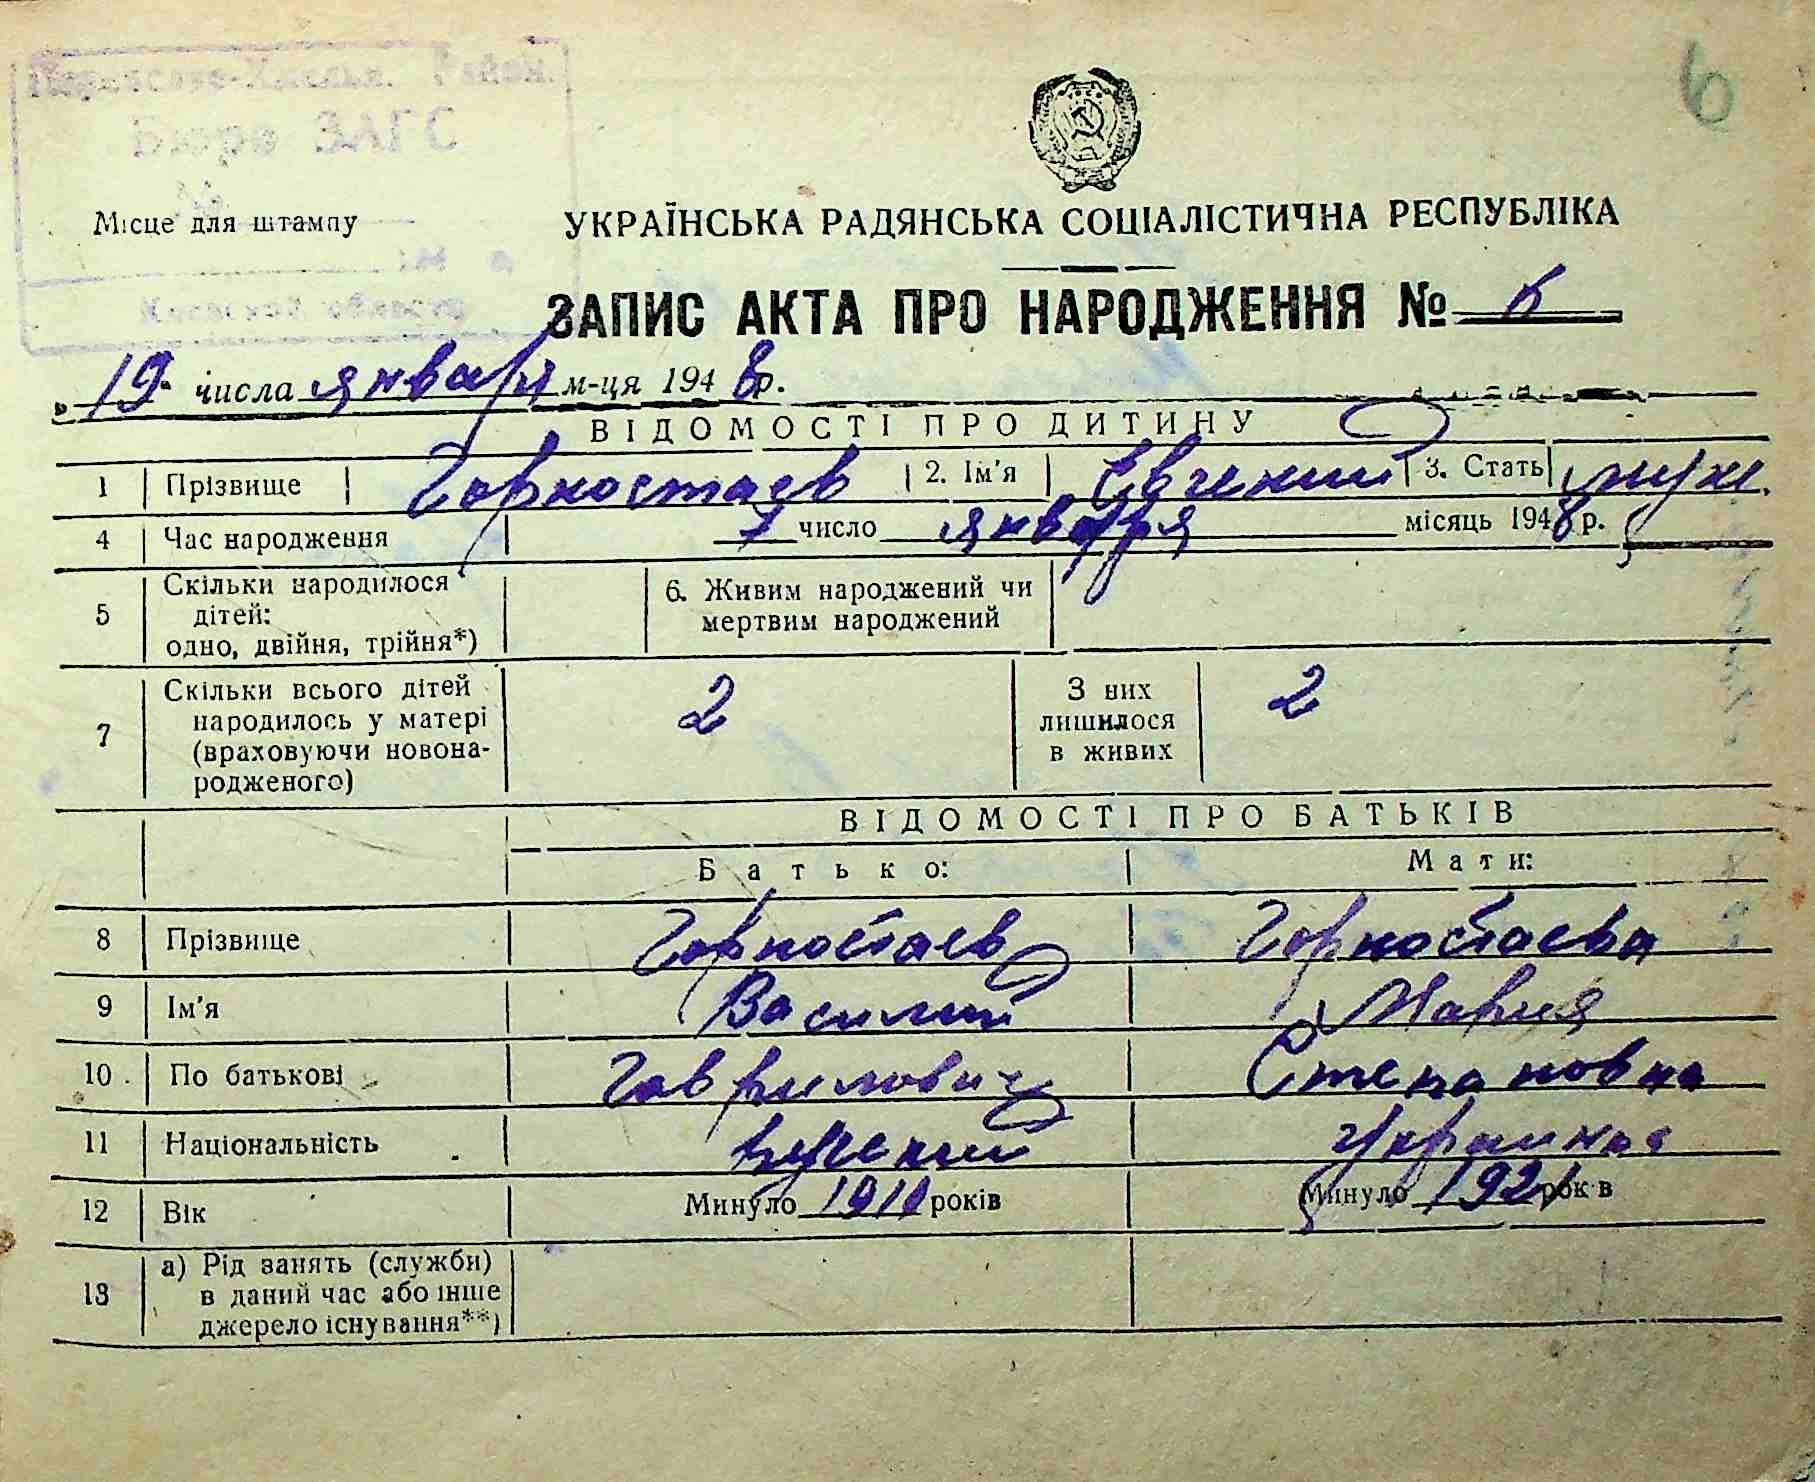 6
Бюро ЗАГС
Місце для штампу
УКРАЇНСЬКА РАДЯНСЬКА СОЦІАЛІСТИЧНА РЕСПУБЛІКА
ЗАПИС АКТА ПРО НАРОДЖЕННЯ № 6
19 числа января м-ця 1948 р.
ВІДОМОСТІ ПРО ДИТИНУ
1 Прізвище Горностаев 2. Ім'я Евгений 3. Стать муж.
4 Час народження 7 число января місяць 1948 р.
5 Скільки народилося дітей: одно, двійня, трійня*) 6. Живим народжений чи мертвим народжений
7 Скільки всього дітей народилось у матері (враховуючи новонародженого) 2 З них лишилося в живих 2
ВІДОМОСТІ ПРО БАТЬКІВ
Батько: Мати:
8 Прізвище Горностаев Горностаева
9 Ім'я Василий Мария
10. По батькові Гаврилович Степановна
11 Національність русский
12 Вік Минуло років Минуло 1921 років
13 а) Рід занять (служби) в даний час або інше джерело існування**)